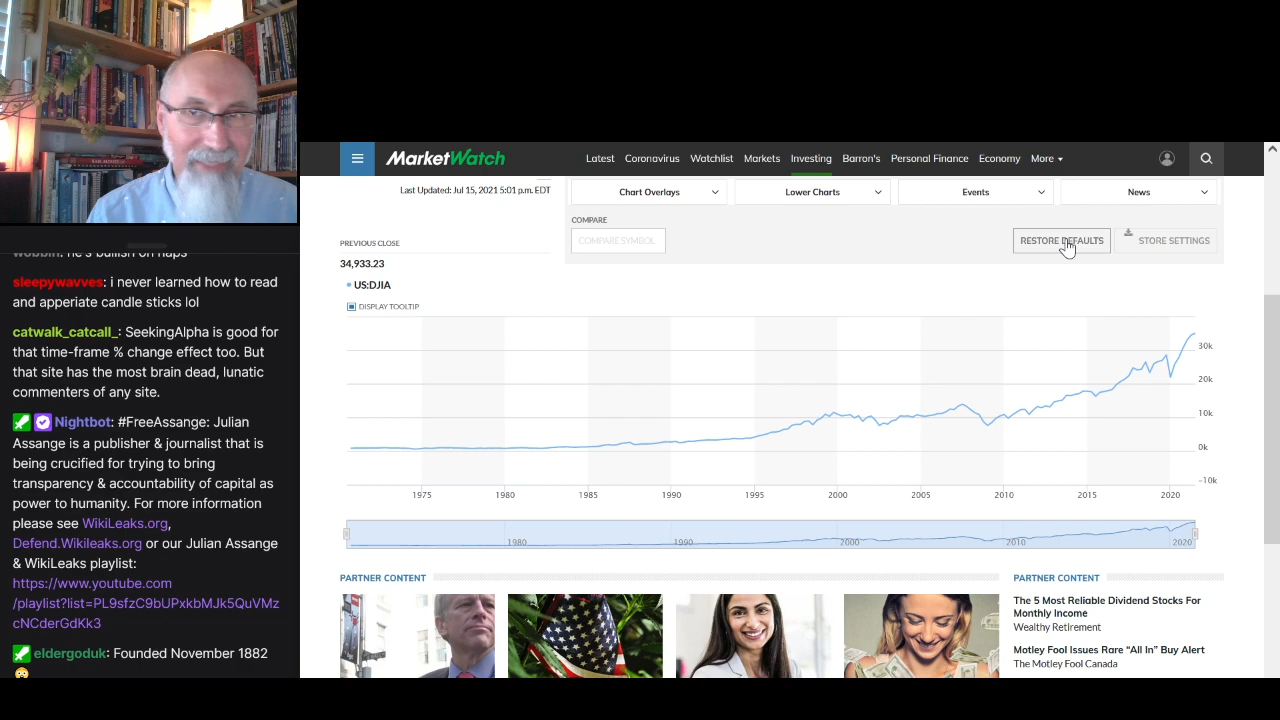 wobbin: he's bullish on naps
sleepywavves: i never learned how to read
and apperiate candle sticks lol
catwalk_catcall_: SeekingAlpha is good for
that time-frame % change effect too. But
that site has the most brain dead, lunatic
commenters of any site.
Nightbot: #FreeAssange: Julian
Assange is a publisher & journalist that is
being crucified for trying to bring
transparency & accountability of capital as
power to humanity. For more information
please see WikiLeaks.org,
Defend.Wikileaks.org or our Julian Assange
& WikiLeaks playlist:
https://www.youtube.com
/playlist?list=PL9sfzC9bUPxkbMJk5QuVMz
cNCderGdKk3
eldergoduk: Founded November 1882
MarketWatch
Latest Coronavirus Watchlist Markets Investing Barron's Personal Finance Economy More
Last Updated: Jul 15, 2021 5:01 p.m. EDT
Chart Overlays Lower Charts Events News
COMPARE
COMPARE SYMBOL
RESTORE DEFAULTS STORE SETTINGS
PREVIOUS CLOSE
34,933.23
US:DJIA
DISPLAY TOOLTIP
30k
20k
10k
0k
-10k
1975 1980 1985 1990 1995 2000 2005 2010 2015 2020
1980 1990 2000 2010 2020
PARTNER CONTENT
PARTNER CONTENT
The 5 Most Reliable Dividend Stocks For
Monthly Income
Wealthy Retirement
Motley Fool Issues Rare “All In” Buy Alert
The Motley Fool Canada